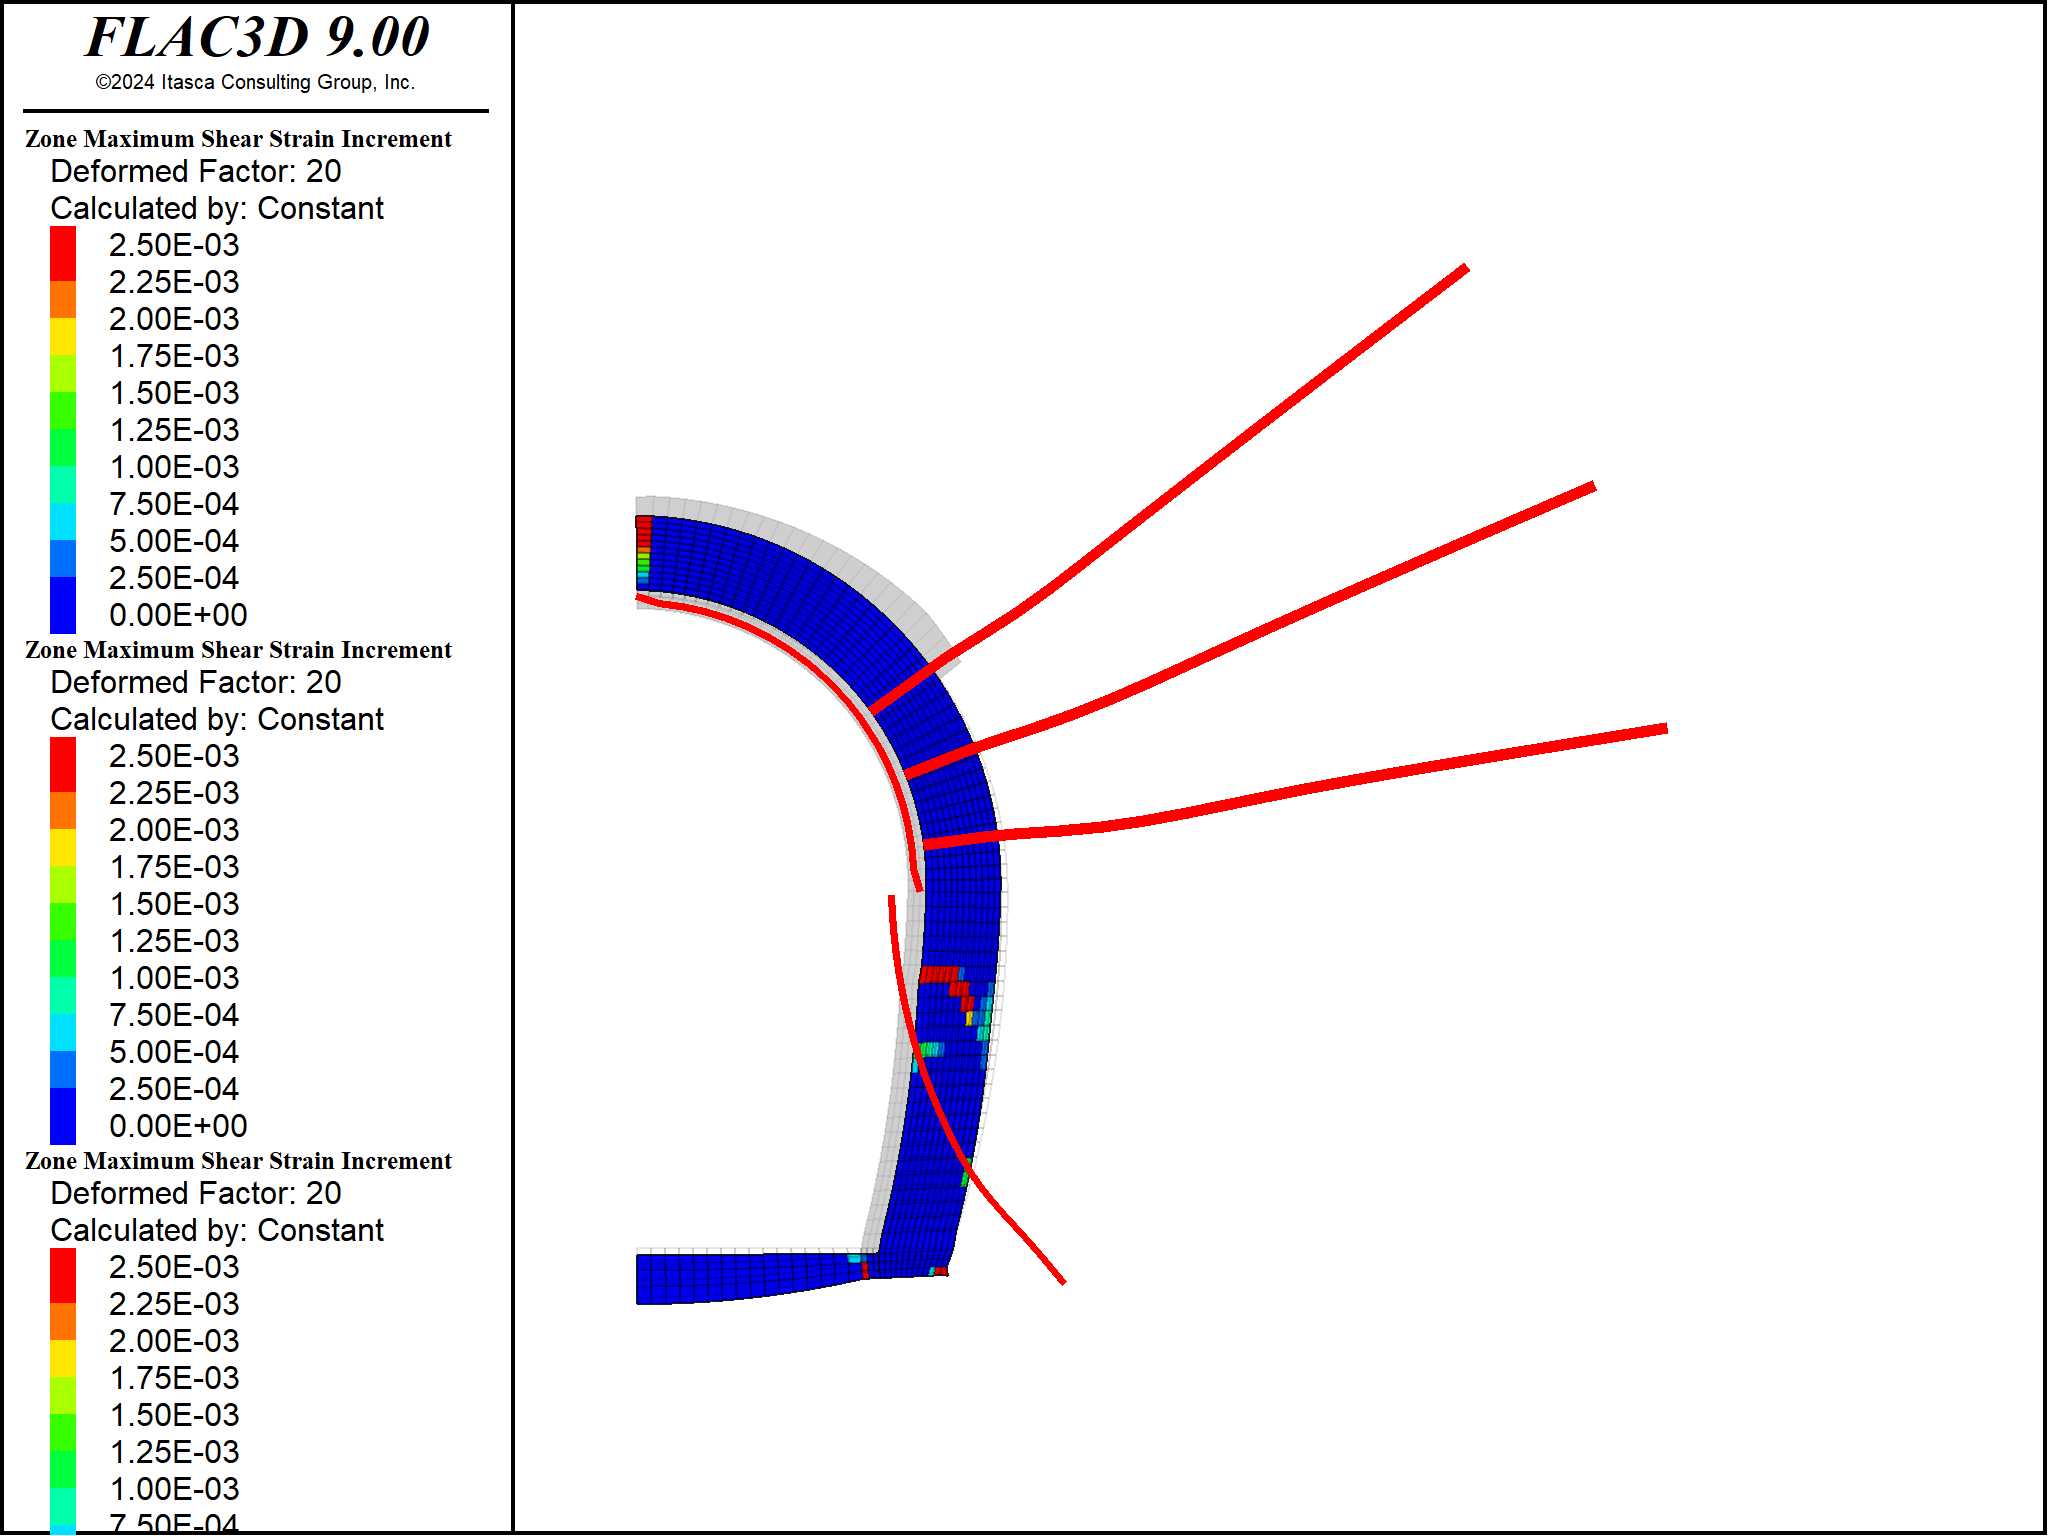 FLAC3D 9.00
©2024 Itasca Consulting Group, Inc.
Zone Maximum Shear Strain Increment
Deformed Factor: 20
Calculated by: Constant
2.50E-03
2.25E-03
2.00E-03
1.75E-03
1.50E-03
1.25E-03
1.00E-03
7.50E-04
5.00E-04
2.50E-04
0.00E+00
Zone Maximum Shear Strain Increment
Deformed Factor: 20
Calculated by: Constant
2.50E-03
2.25E-03
2.00E-03
1.75E-03
1.50E-03
1.25E-03
1.00E-03
7.50E-04
5.00E-04
2.50E-04
0.00E+00
Zone Maximum Shear Strain Increment
Deformed Factor: 20
Calculated by: Constant
2.50E-03
2.25E-03
2.00E-03
1.75E-03
1.50E-03
1.25E-03
1.00E-03
7.50E-04